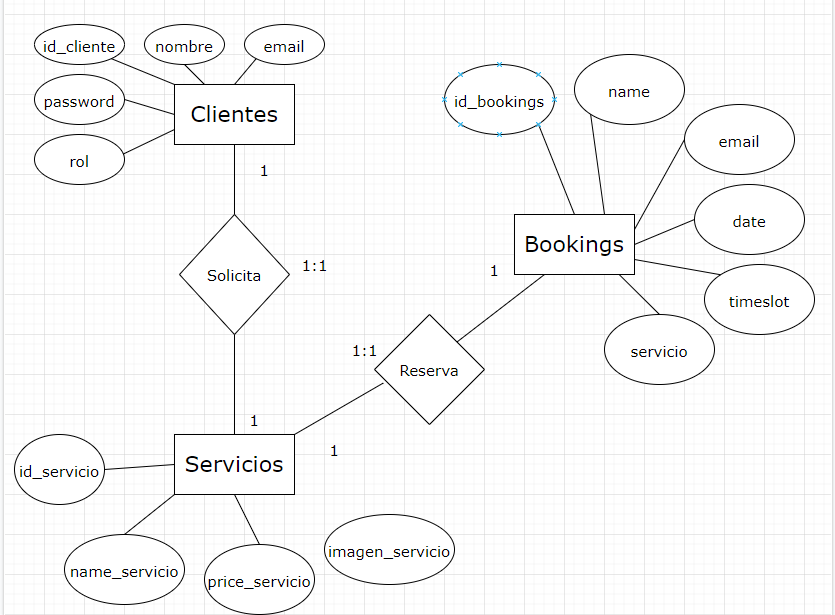 id_cliente
nombre
email
password
rol
Clientes
1
Solicita
1:1
1
id_bookings
name
email
date
timeslot
servicio
Bookings
1
1:1
Reserva
1
Servicios
id_servicio
name_servicio
price_servicio
imagen_servicio